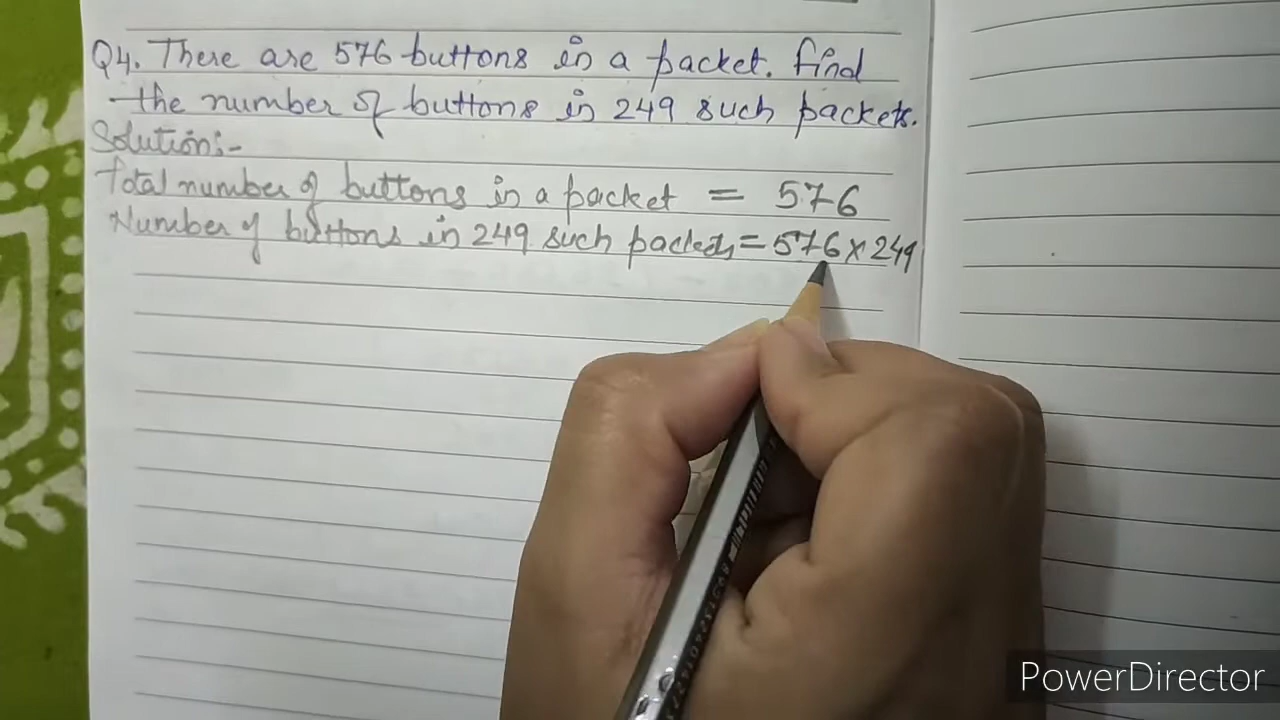 Q4. There are 576 buttons in a packet. find
the number of buttons in 249 such packets.
Solution:-
Total number of buttons in a packet = 576
Number of buttons in 249 such packets = 576 x 249
PowerDirector